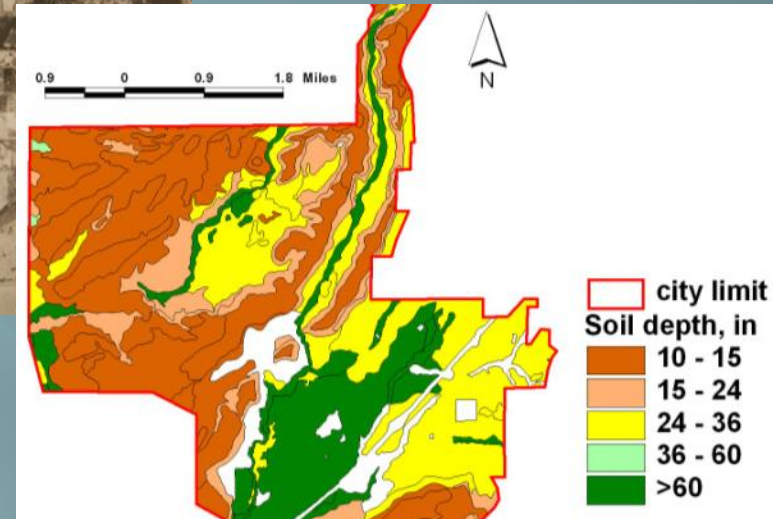 0.9 0 0.9 1.8 Miles
N
city limit
Soil depth, in
10 - 15
15 - 24
24 - 36
36 - 60
>60